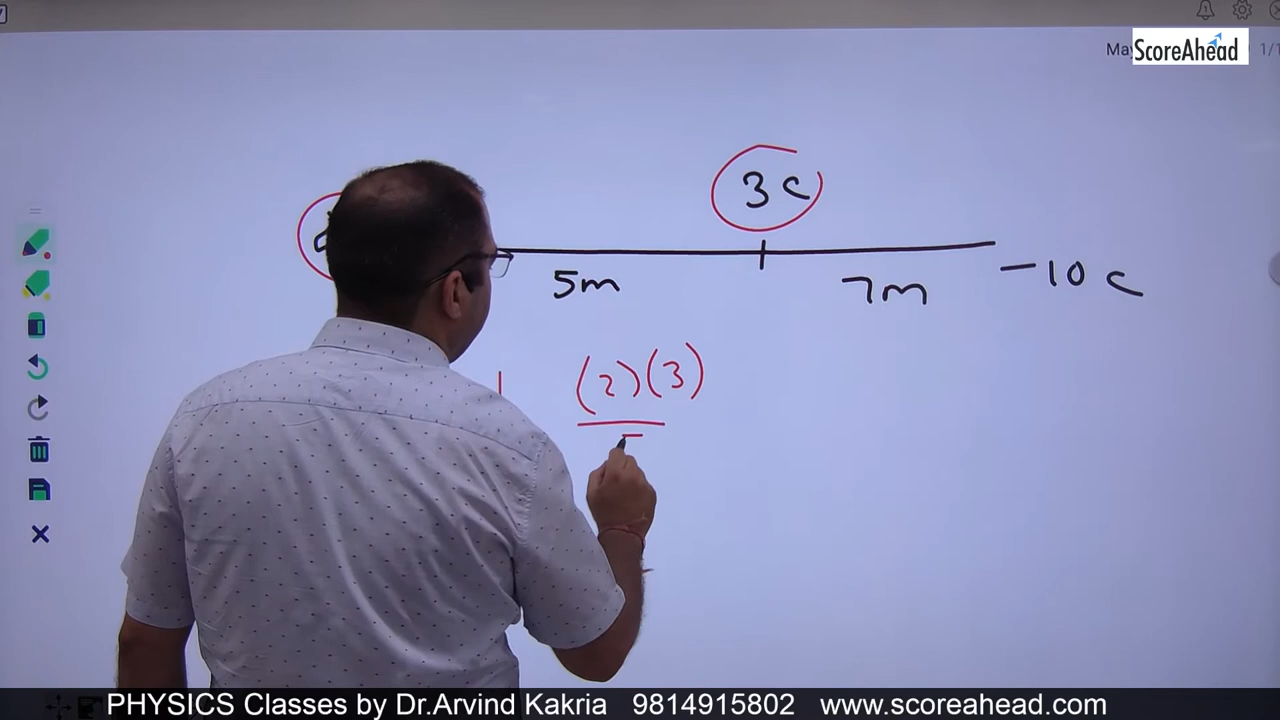 ScoreAhead
1/1
3 C
5m
7m
-10 C
(2)(3)
PHYSICS Classes by Dr.Arvind Kakria 9814915802 www.scoreahead.com